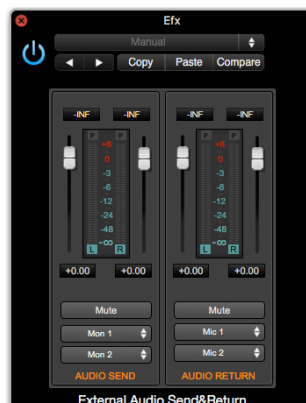 Efx
Manual
Copy Paste Compare
-INF -INF -INF -INF
P P P P
+6 +6
0 0
-3 -3
-6 -6
-12 -12
-24 -24
-48 -48
L -∞ R L -∞ R
+0.00 +0.00 +0.00 +0.00
Mute Mute
Mon 1 Mic 1
Mon 2 Mic 2
AUDIO SEND AUDIO RETURN
External Audio Send&Return